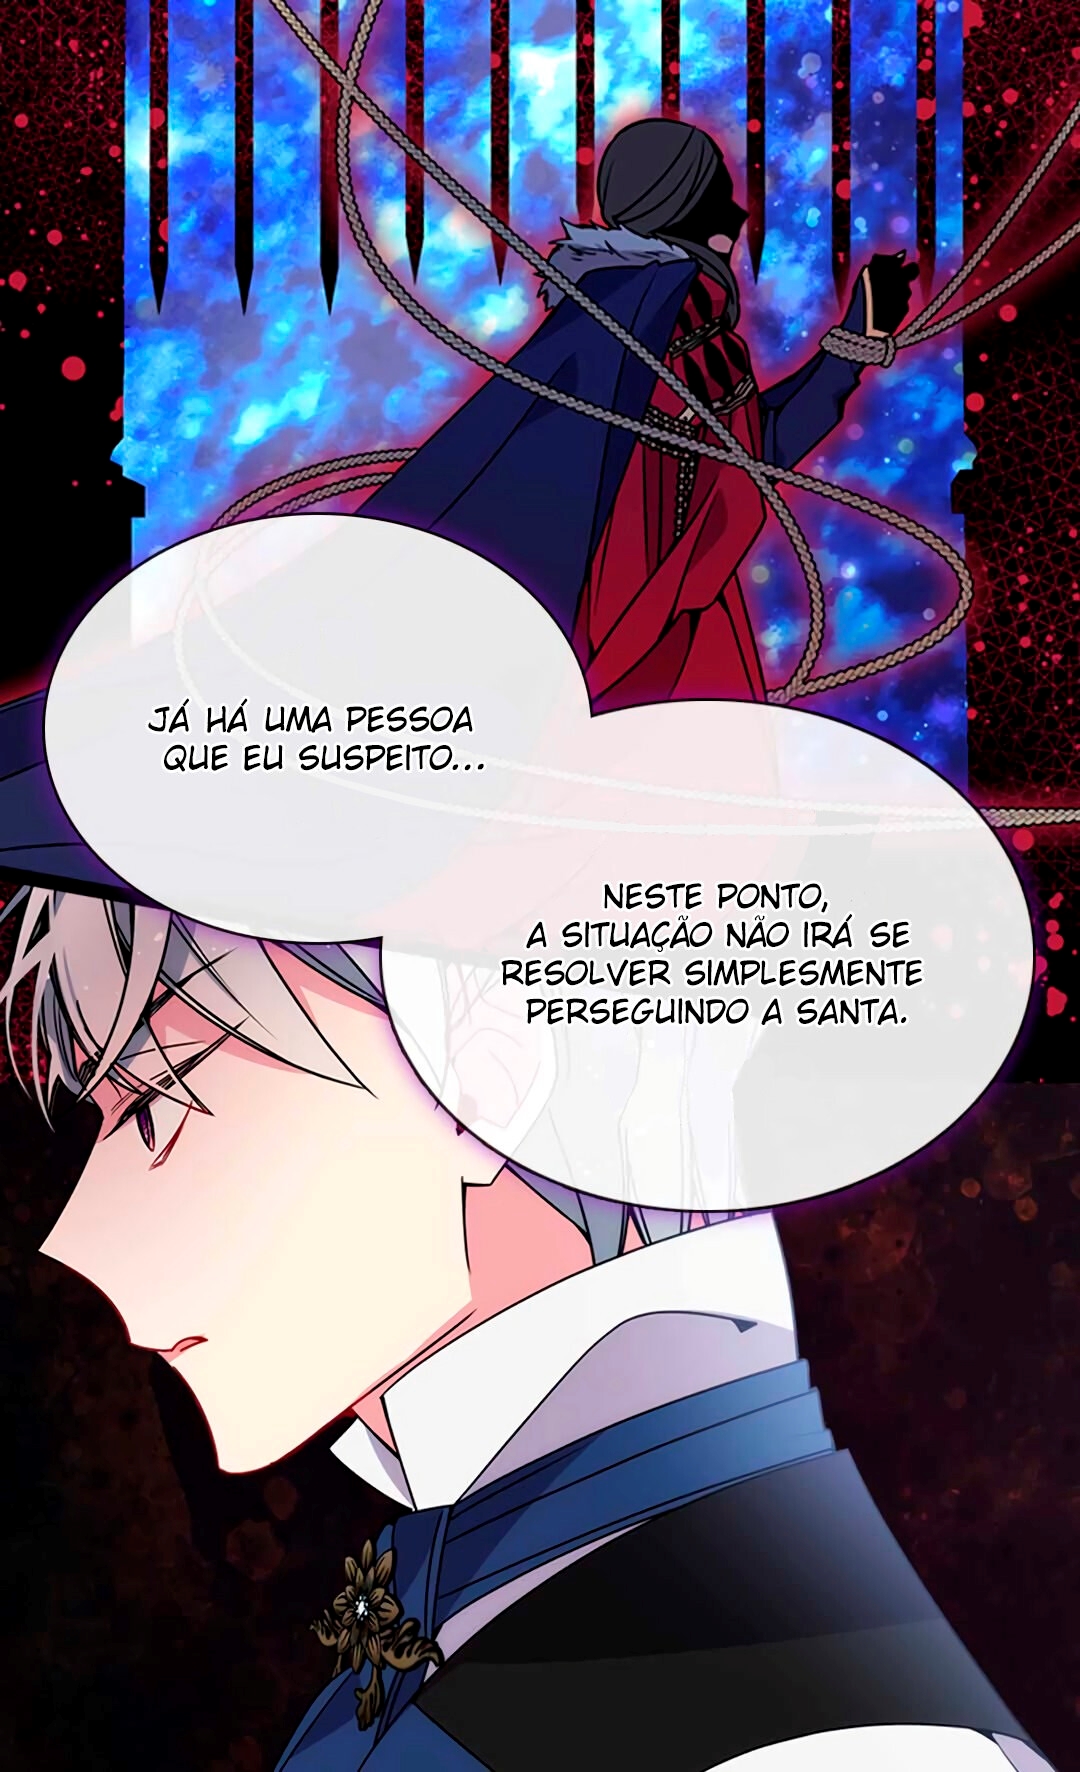 JÁ HÁ UMA PESSOA
QUE EU SUSPEITO...
NESTE PONTO,
A SITUAÇÃO NÃO IRÁ SE
RESOLVER SIMPLESMENTE
PERSEGUINDO A SANTA.